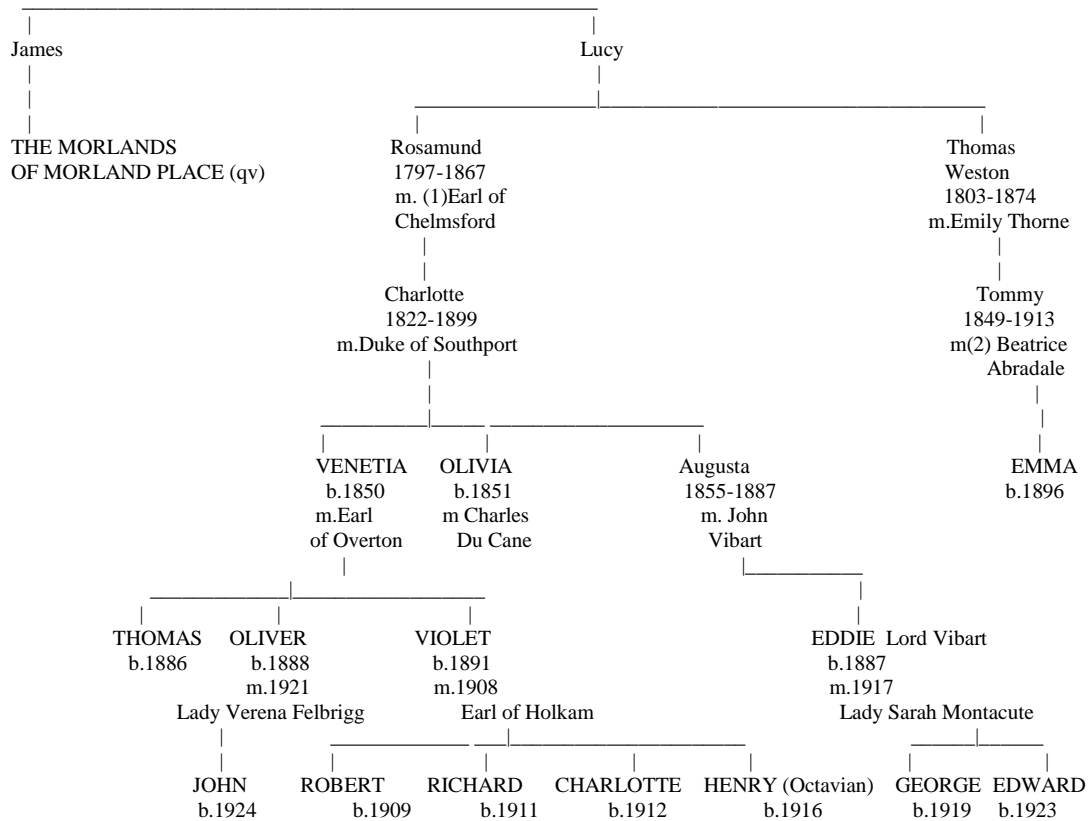 James Lucy
THE MORLANDS Rosamund Thomas
OF MORLAND PLACE (qv) 1797-1867 Weston
m. (1)Earl of 1803-1874
Chelmsford m.Emily Thorne
Charlotte Tommy
1822-1899 1849-1913
m.Duke of Southport m(2) Beatrice
Abradale
VENETIA OLIVIA Augusta EMMA
b.1850 b.1851 1855-1887 b.1896
m.Earl m Charles m. John
of Overton Du Cane Vibart
THOMAS OLIVER VIOLET EDDIE Lord Vibart
b.1886 b.1888 b.1891 b.1887
m.1921 m.1908 m.1917
Lady Verena Felbrigg Earl of Holkam Lady Sarah Montacute
JOHN ROBERT RICHARD CHARLOTTE HENRY (Octavian) GEORGE EDWARD
b.1924 b.1909 b.1911 b.1912 b.1916 b.1919 b.1923